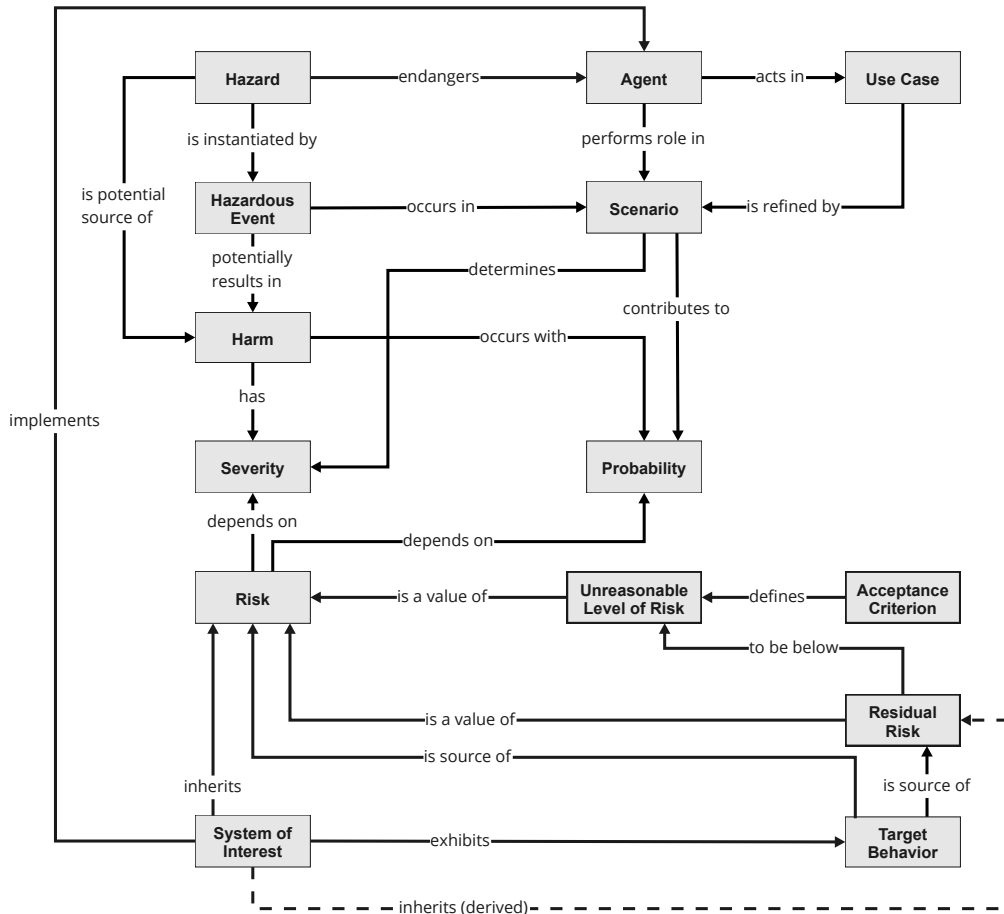 Hazard
endangers
Agent
acts in
Use Case
is instantiated by
performs role in
is potential
source of
Hazardous
Event
occurs in
Scenario
is refined by
potentially
results in
determines
contributes to
Harm
occurs with
has
implements
Severity
Probability
depends on
depends on
Risk
is a value of
Unreasonable
Level of Risk
defines
Acceptance
Criterion
to be below
is a value of
Residual
Risk
is source of
inherits
is source of
System of
Interest
exhibits
Target
Behavior
inherits (derived)